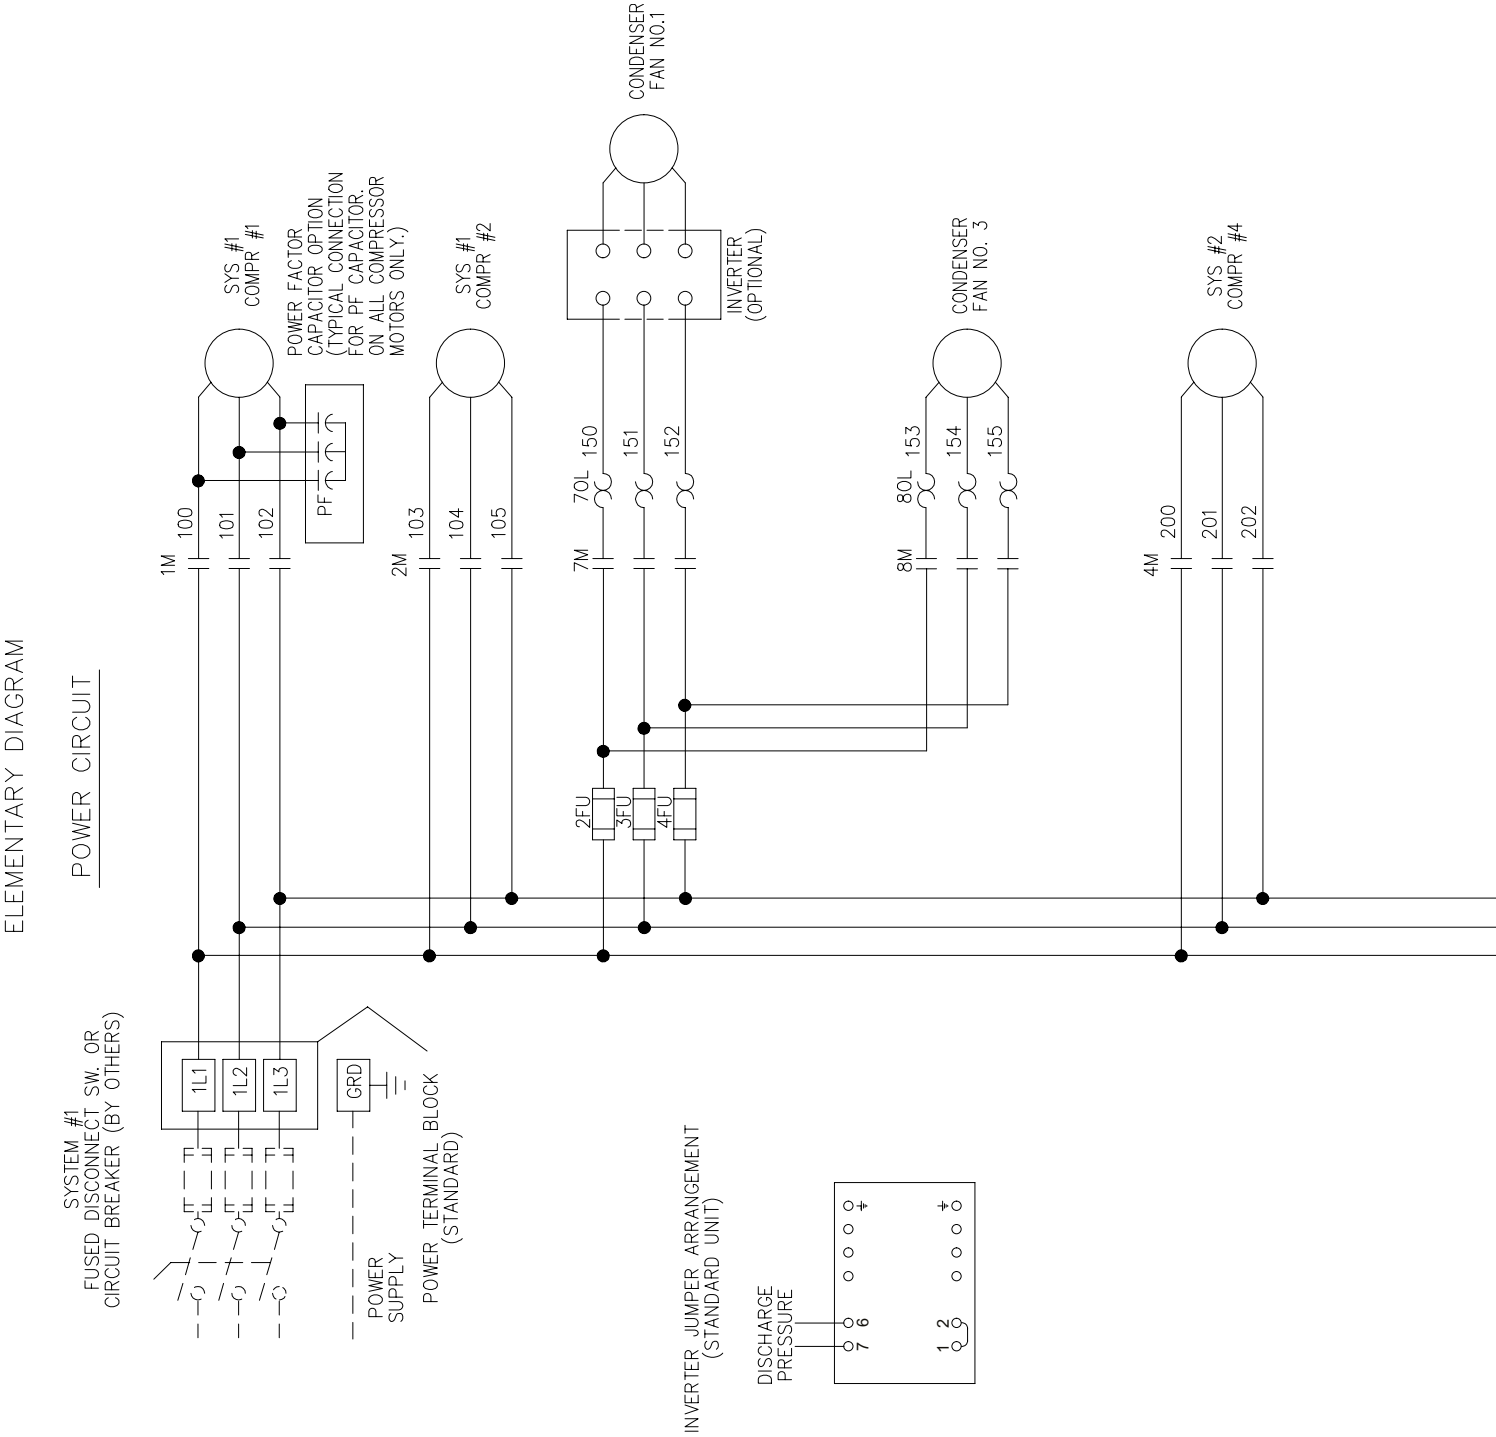 ELEMENTARY DIAGRAM
POWER CIRCUIT
SYSTEM #1
FUSED DISCONNECT SW. OR
CIRCUIT BREAKER (BY OTHERS)
1L1
1L2
1L3
GRD
POWER
SUPPLY
POWER TERMINAL BLOCK
(STANDARD)
1M
100
101
102
SYS #1
COMPR #1
PF
POWER FACTOR
CAPACITOR OPTION
(TYPICAL CONNECTION
FOR PF CAPACITOR.
ON ALL COMPRESSOR
MOTORS ONLY.)
2M
103
104
105
SYS #1
COMPR #2
2FU
3FU
4FU
7M
7OL
150
151
152
INVERTER
(OPTIONAL)
CONDENSER
FAN NO.1
8M
8OL
153
154
155
CONDENSER
FAN NO. 3
4M
200
201
202
SYS #2
COMPR #4
INVERTER JUMPER ARRANGEMENT
(STANDARD UNIT)
DISCHARGE
PRESSURE
7 6
1 2